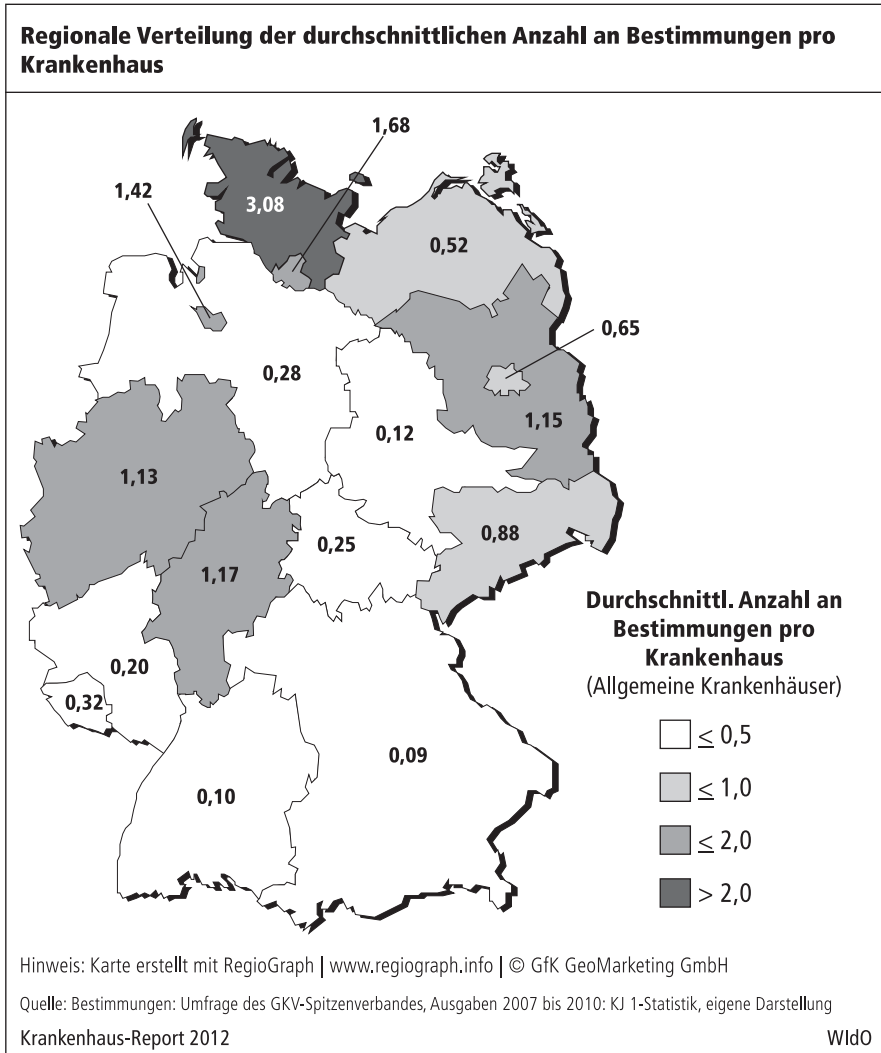 Regionale Verteilung der durchschnittlichen Anzahl an Bestimmungen pro
Krankenhaus
1,68
1,42
3,08
0,52
0,65
0,28
0,12
1,15
1,13
0,88
0,25
1,17
0,20
0,32
0,09
0,10
Durchschnittl. Anzahl an
Bestimmungen pro
Krankenhaus
(Allgemeine Krankenhäuser)
≤ 0,5
≤ 1,0
≤ 2,0
> 2,0
Hinweis: Karte erstellt mit RegioGraph | www.regiograph.info | © GfK GeoMarketing GmbH
Quelle: Bestimmungen: Umfrage des GKV-Spitzenverbandes, Ausgaben 2007 bis 2010: KJ 1-Statistik, eigene Darstellung
Krankenhaus-Report 2012 WIdO